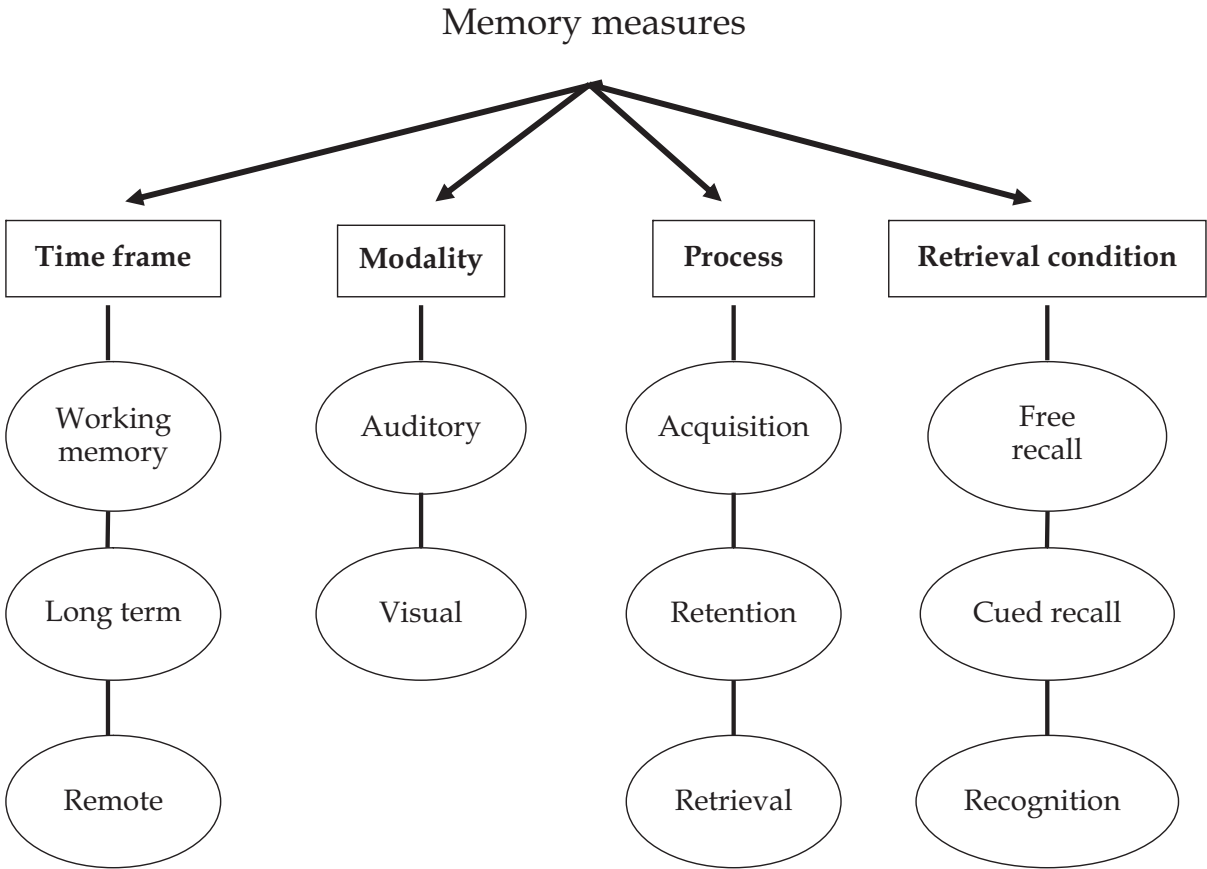 Memory measures
Time frame
Modality
Process
Retrieval condition
Working
memory
Auditory
Acquisition
Free
recall
Long term
Visual
Retention
Cued recall
Remote
Retrieval
Recognition